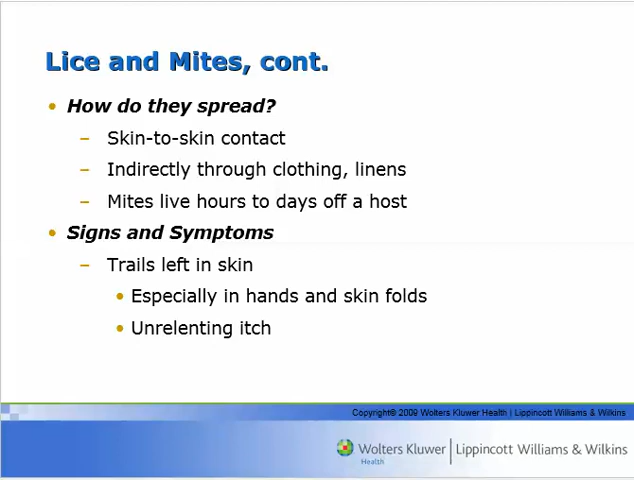 Lice and Mites, cont.
• How do they spread?
– Skin-to-skin contact
– Indirectly through clothing, linens
– Mites live hours to days off a host
• Signs and Symptoms
– Trails left in skin
• Especially in hands and skin folds
• Unrelenting itch
Copyright© 2009 Wolters Kluwer Health | Lippincott Williams & Wilkins
Wolters Kluwer | Lippincott Williams & Wilkins
Health